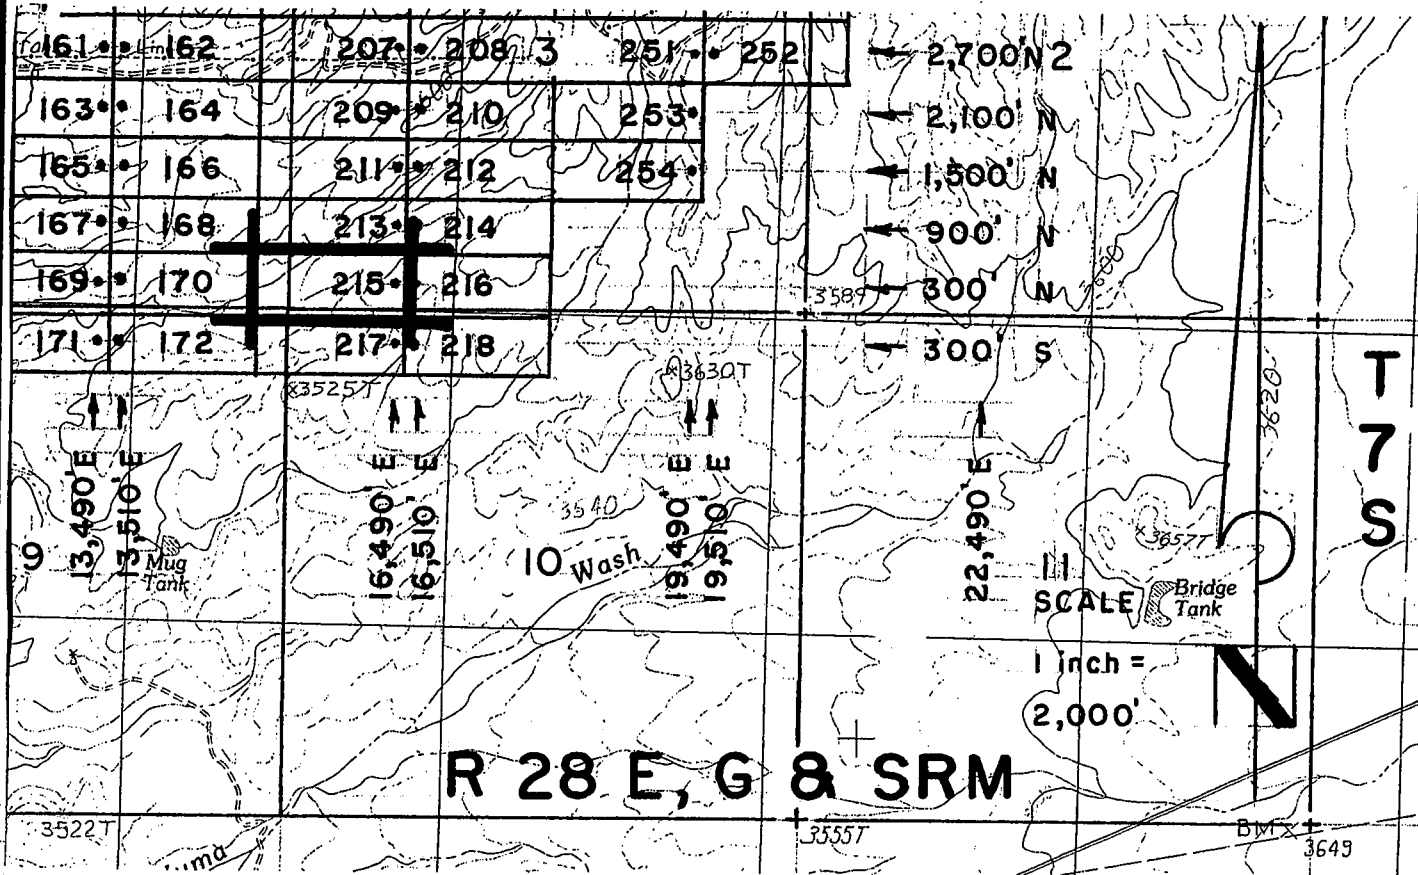 161 162 207 208 3 251 252 2,700' N 2
163 164 209 210 253 2,100' N
165 166 211 212 254 1,500' N
167 168 213 214 900' N
169 170 215 216 3589 300' N
171 172 217 218 300' S
3525T
3630T
3620
T
7
S
13,490' E
13,510' E
16,490' E
16,510' E
19,490' E
19,510' E
22,490' E
3540
9
Mug
Tank
10
Wash
3657T
11
SCALE
Bridge
Tank
1 inch =
2,000'
N
R 28 E, G & SRM
3522T
3555T
BM
3649